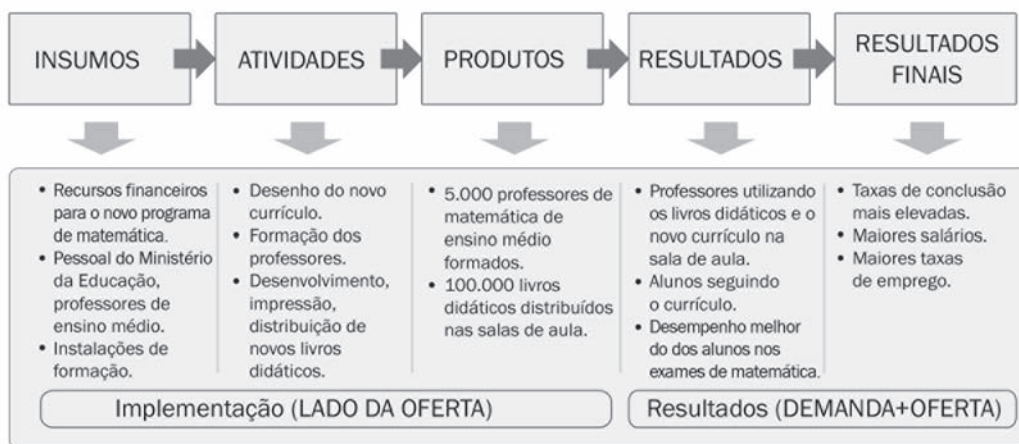 INSUMOS
ATIVIDADES
PRODUTOS
RESULTADOS
RESULTADOS
FINAIS
• Recursos financeiros
para o novo programa
de matemática.
• Pessoal do Ministério
da Educação,
professores de
ensino médio.
• Instalações de
formação.
• Desenho do novo
currículo.
• Formação dos
professores.
• Desenvolvimento,
impressão,
distribuição de
novos livros
didáticos.
• 5.000 professores de
matemática de
ensino médio
formados.
• 100.000 livros
didáticos distribuídos
nas salas de aula.
• Professores utilizando
os livros didáticos e o
novo currículo na
sala de aula.
• Alunos seguindo
o currículo.
• Desempenho melhor
do dos alunos nos
exames de matemática.
• Taxas de conclusão
mais elevadas.
• Maiores salários.
• Maiores taxas
de emprego.
Implementação (LADO DA OFERTA)
Resultados (DEMANDA+OFERTA)